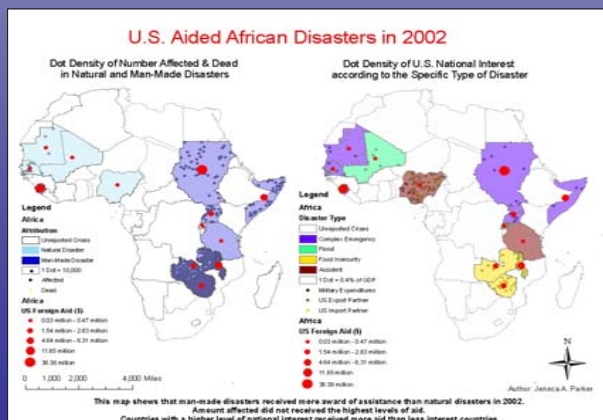 U.S. Aided African Disasters in 2002
Dot Density of Number Affected & Dead
in Natural and Man-Made Disasters
Dot Density of U.S. National Interest
according to the Specific Type of Disaster
Legend
Africa
Attribution
Unreported Crises
Natural Disaster
Man-Made Disaster
1 Dot = 10,000
Affected
Dead
Africa
US Foreign Aid ($)
0.03 million - 0.47 million
1.54 million - 2.83 million
4.64 million - 6.31 million
11.65 million
36.39 million
0
1,000
2,000
4,000 Miles
Legend
Africa
Disaster Type
Unreported Crises
Complex Emergency
Flood
Food Insecurity
Accident
1 Dot = 0.4% of GDP
Military Expenditures
US Export Partner
US Import Partner
Africa
US Foreign Aid ($)
0.03 million - 0.47 million
1.54 million - 2.83 million
4.64 million - 6.31 million
11.65 million
36.39 million
N
Author: Jeneca A. Parker
This map shows that man-made disasters received more award of assistance than natural disasters in 2002.
Amount affected did not received the highest levels of aid.
Countries with a higher level of national interest received more aid than less interest countries.